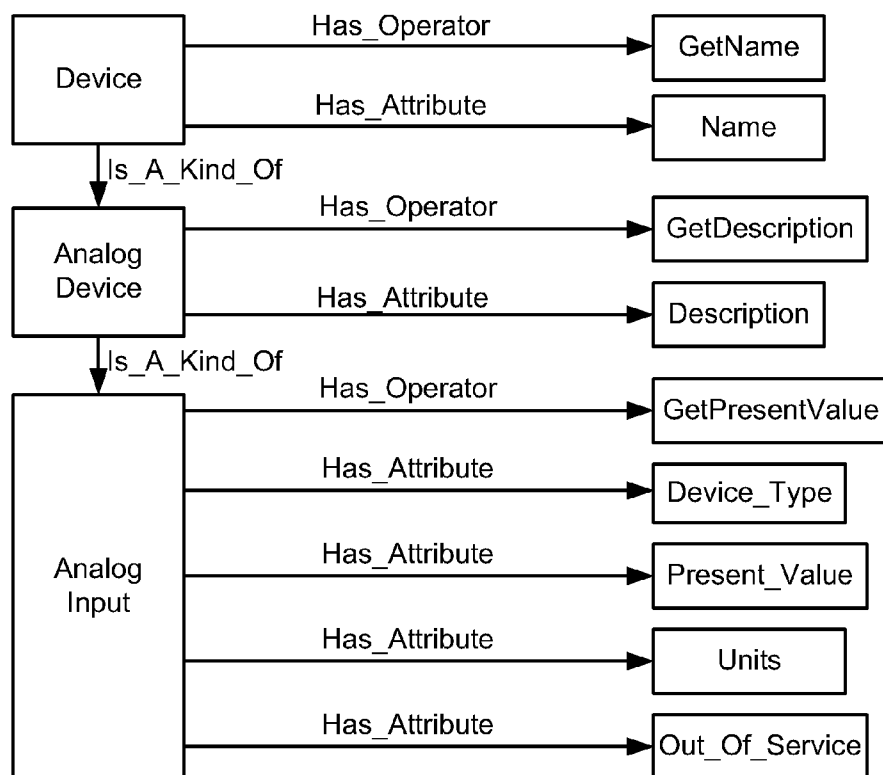 Has_Operator
GetName
Device
Has_Attribute
Name
Is_A_Kind_Of
Has_Operator
GetDescription
Analog
Device
Has_Attribute
Description
Is_A_Kind_Of
Has_Operator
GetPresentValue
Has_Attribute
Device_Type
Analog
Input
Has_Attribute
Present_Value
Has_Attribute
Units
Has_Attribute
Out_Of_Service